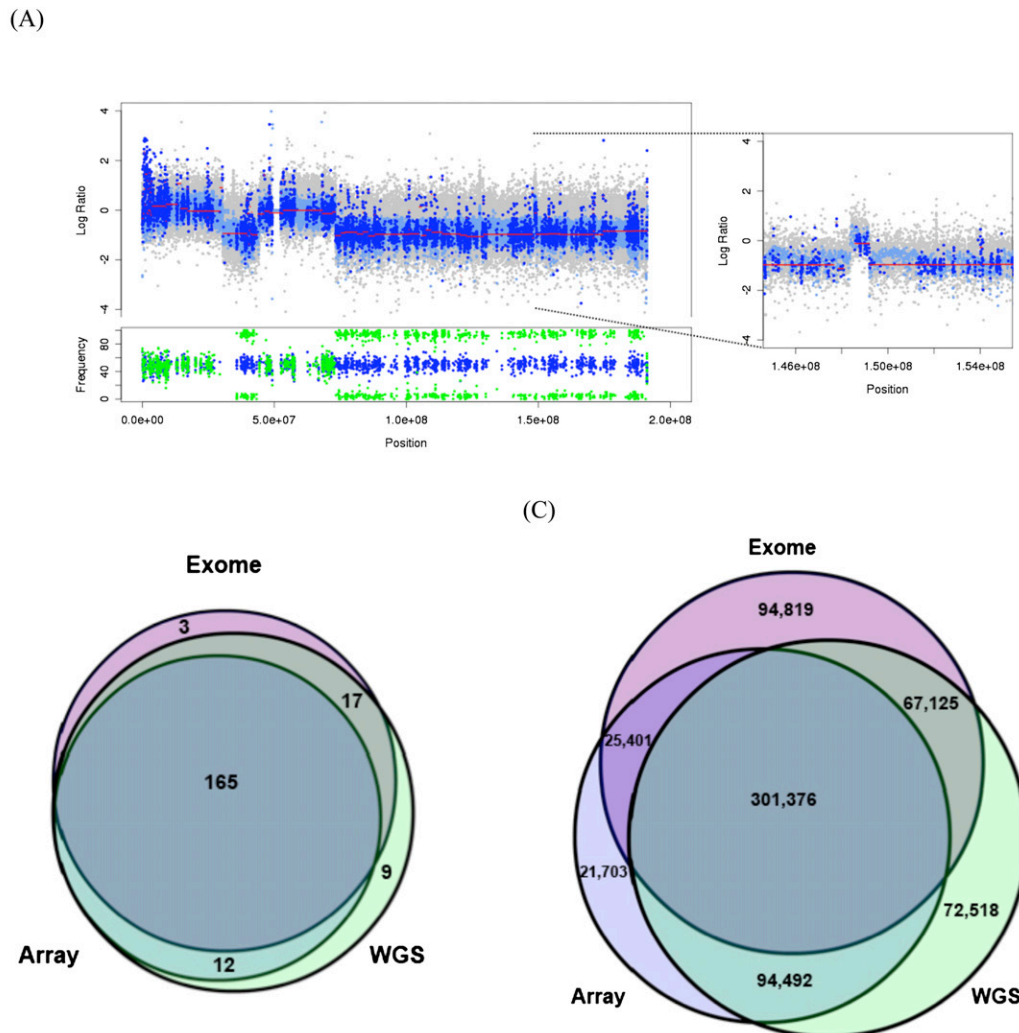 (A)
4
2
0
-2
-4
Log Ratio
80
40
0
Frequency
0.0e+00 5.0e+07 1.0e+08 1.5e+08 2.0e+08
Position
4
2
0
-2
-4
Log Ratio
1.46e+08 1.50e+08 1.54e+08
Position
Exome
3
17
165
9
12
Array
WGS
(C)
Exome
94,819
67,125
25,401
301,376
21,703
72,518
94,492
Array
WGS